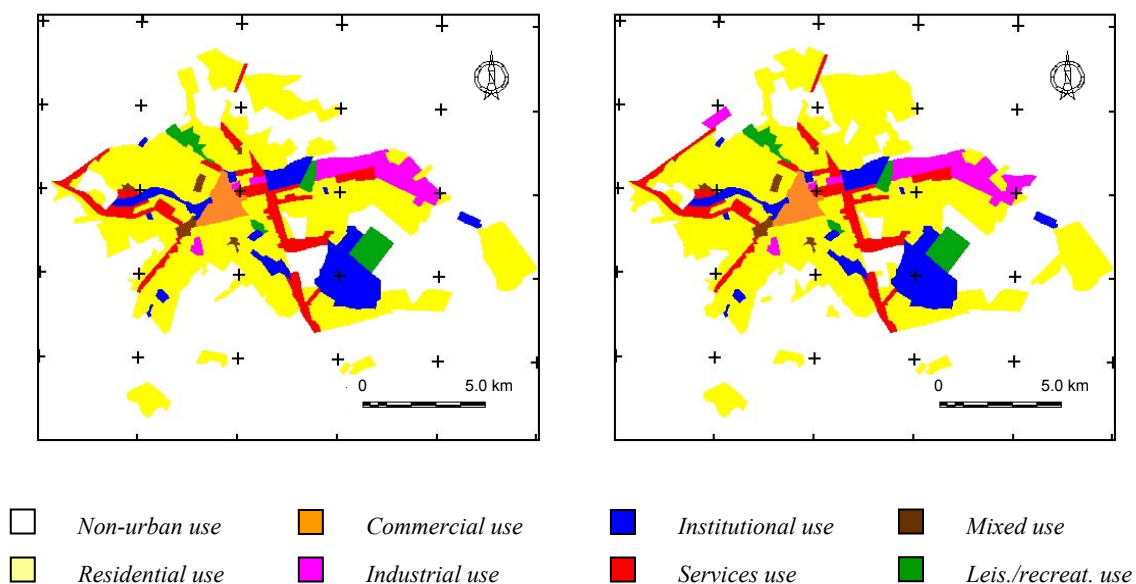 0 5.0 km
0 5.0 km
Non-urban use Commercial use Institutional use Mixed use
Residential use Industrial use Services use Leis./recreat. use